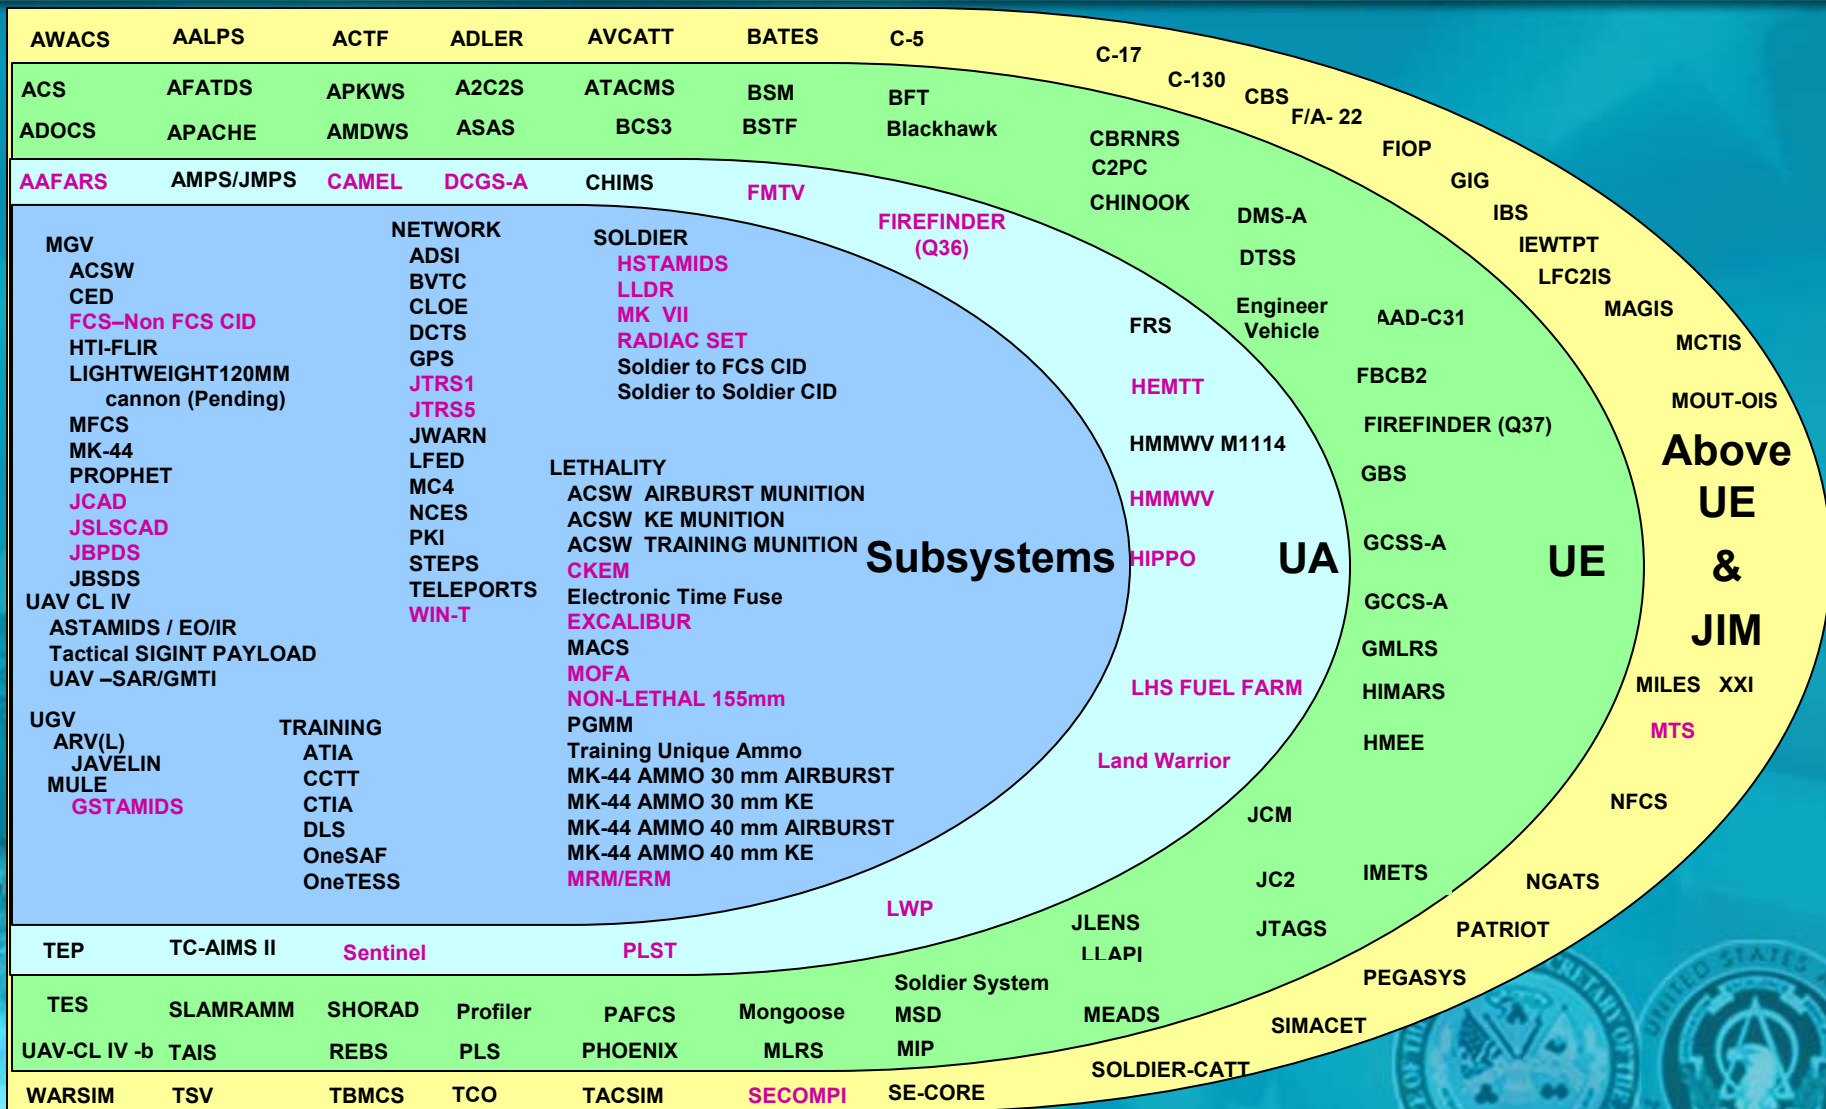 AWACS AALPS ACTF ADLER AVCATT BATES C-5
C-17
C-130
CBS
F/A- 22
FIOP
GIG
IBS
IEWTPT
LFC2IS
MAGIS
MCTIS
MOUT-OIS
Above
UE
&
JIM
MILES XXI
MTS
NFCS
NGATS
PATRIOT
PEGASYS
SIMACET
SOLDIER-CATT
WARSIM TSV TBMCS TCO TACSIM SECOMPI SE-CORE
ACS AFATDS APKWS A2C2S ATACMS BSM BFT
ADOCS APACHE AMDWS ASAS BCS3 BSTF Blackhawk
CBRNRS
C2PC
CHINOOK
DMS-A
DTSS
Engineer
Vehicle
AAD-C31
FBCB2
FIREFINDER (Q37)
GBS
GCSS-A
UE
GCCS-A
GMLRS
HIMARS
HMEE
JCM
JC2
IMETS
JTAGS
JLENS
LLAPI
Soldier System
TES SLAMRAMM SHORAD Profiler PAFCS Mongoose MSD MEADS
UAV-CL IV -b TAIS REBS PLS PHOENIX MLRS MIP
AAFARS AMPS/JMPS CAMEL DCGS-A CHIMS FMTV
FIREFINDER
(Q36)
FRS
HEMTT
HMMWV M1114
HMMWV
HIPPO
UA
LHS FUEL FARM
Land Warrior
LWP
TEP TC-AIMS II Sentinel PLST
Subsystems
MGV
ACSW
CED
FCS–Non FCS CID
HTI-FLIR
LIGHTWEIGHT120MM
cannon (Pending)
MFCS
MK-44
PROPHET
JCAD
JSLSCAD
JBPDS
JBSDS
UAV CL IV
ASTAMIDS / EO/IR
Tactical SIGINT PAYLOAD
UAV –SAR/GMTI
UGV
ARV(L)
JAVELIN
MULE
GSTAMIDS
NETWORK
ADSI
BVTC
CLOE
DCTS
GPS
JTRS1
JTRS5
JWARN
LFED
MC4
NCES
PKI
STEPS
TELEPORTS
WIN-T
TRAINING
ATIA
CCTT
CTIA
DLS
OneSAF
OneTESS
SOLDIER
HSTAMIDS
LLDR
MK VII
RADIAC SET
Soldier to FCS CID
Soldier to Soldier CID
LETHALITY
ACSW AIRBURST MUNITION
ACSW KE MUNITION
ACSW TRAINING MUNITION
CKEM
Electronic Time Fuse
EXCALIBUR
MACS
MOFA
NON-LETHAL 155mm
PGMM
Training Unique Ammo
MK-44 AMMO 30 mm AIRBURST
MK-44 AMMO 30 mm KE
MK-44 AMMO 40 mm AIRBURST
MK-44 AMMO 40 mm KE
MRM/ERM
UNITED STATES